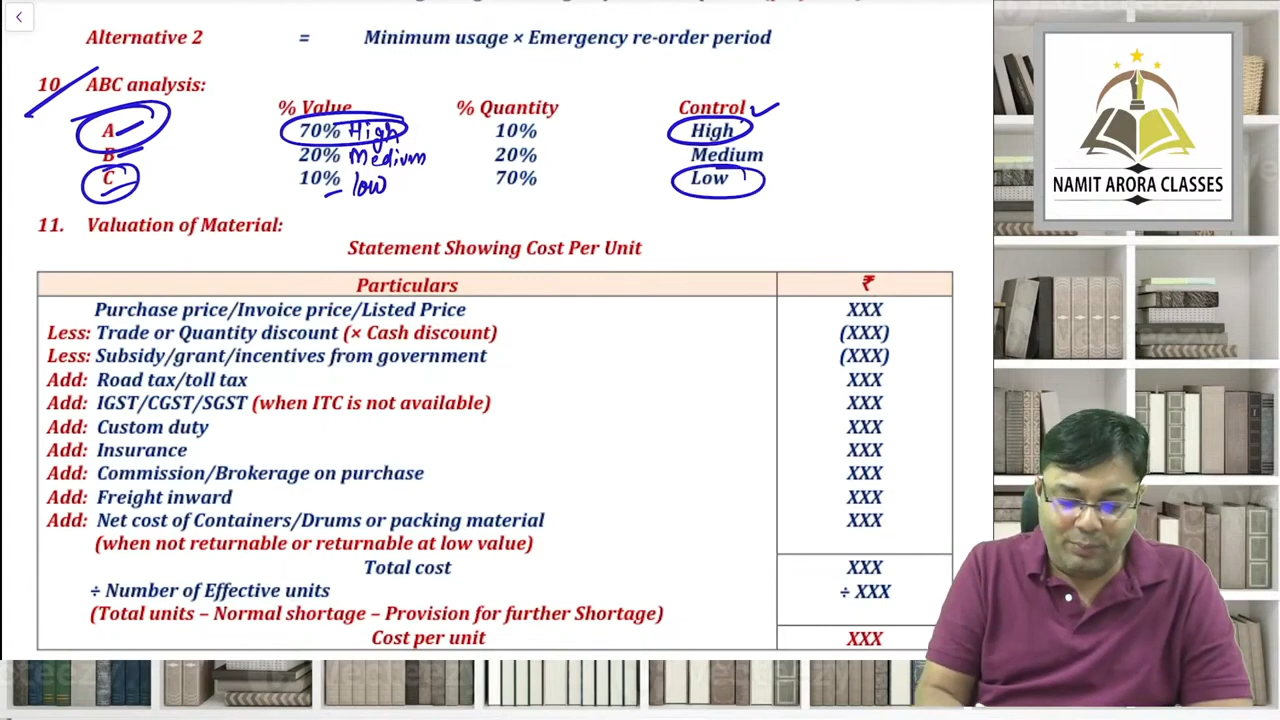 Alternative 2 = Minimum usage × Emergency re-order period
10. ABC analysis:
% Value % Quantity Control
A 70% High 10% High
B 20% Medium 20% Medium
C 10% low 70% Low
11. Valuation of Material:
Statement Showing Cost Per Unit
Particulars ₹
Purchase price/Invoice price/Listed Price XXX
Less: Trade or Quantity discount (× Cash discount) (XXX)
Less: Subsidy/grant/incentives from government (XXX)
Add: Road tax/toll tax XXX
Add: IGST/CGST/SGST (when ITC is not available) XXX
Add: Custom duty XXX
Add: Insurance XXX
Add: Commission/Brokerage on purchase XXX
Add: Freight inward XXX
Add: Net cost of Containers/Drums or packing material XXX
(when not returnable or returnable at low value)
Total cost XXX
÷ Number of Effective units ÷ XXX
(Total units – Normal shortage – Provision for further Shortage)
Cost per unit XXX
NAMIT ARORA CLASSES